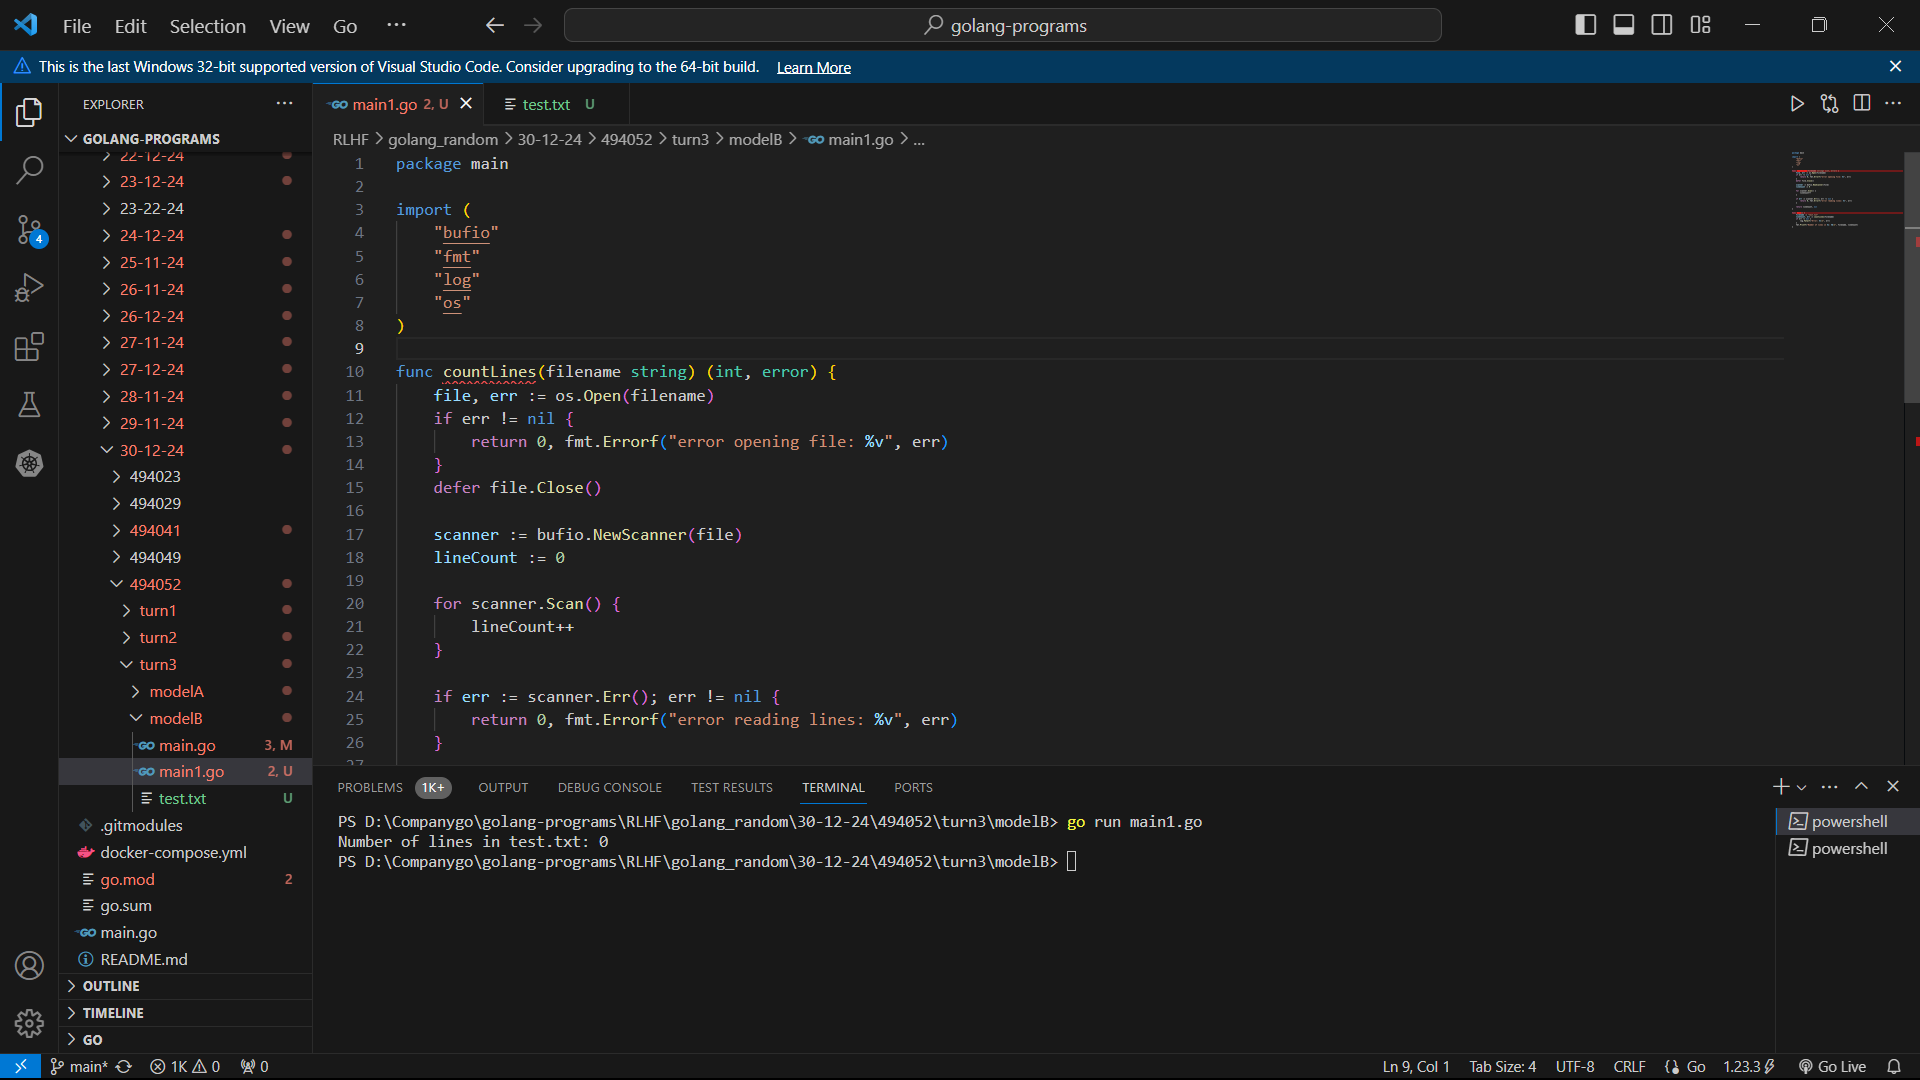 File Edit Selection View Go ··· golang-programs
This is the last Windows 32-bit supported version of Visual Studio Code. Consider upgrading to the 64-bit build. Learn More
EXPLORER
GOLANG-PROGRAMS
22-12-24
23-12-24
23-22-24
24-12-24
25-11-24
26-11-24
26-12-24
27-11-24
27-12-24
28-11-24
29-11-24
30-12-24
494023
494029
494041
494049
494052
turn1
turn2
turn3
modelA
modelB
main.go 3, M
main1.go 2, U
test.txt U
.gitmodules
docker-compose.yml
go.mod 2
go.sum
main.go
README.md
OUTLINE
TIMELINE
GO
4
main1.go 2, U test.txt U
RLHF > golang_random > 30-12-24 > 494052 > turn3 > modelB > main1.go > ...
1 package main
2
3 import (
4 "bufio"
5 "fmt"
6 "log"
7 "os"
8 )
9
10 func countLines(filename string) (int, error) {
11 file, err := os.Open(filename)
12 if err != nil {
13 return 0, fmt.Errorf("error opening file: %v", err)
14 }
15 defer file.Close()
16
17 scanner := bufio.NewScanner(file)
18 lineCount := 0
19
20 for scanner.Scan() {
21 lineCount++
22 }
23
24 if err := scanner.Err(); err != nil {
25 return 0, fmt.Errorf("error reading lines: %v", err)
26 }
27
PROBLEMS 1K+ OUTPUT DEBUG CONSOLE TEST RESULTS TERMINAL PORTS
PS D:\Companygo\golang-programs\RLHF\golang_random\30-12-24\494052\turn3\modelB> go run main1.go
Number of lines in test.txt: 0
PS D:\Companygo\golang-programs\RLHF\golang_random\30-12-24\494052\turn3\modelB>
powershell
powershell
main* 1K 0 0 Ln 9, Col 1 Tab Size: 4 UTF-8 CRLF Go 1.23.3 Go Live